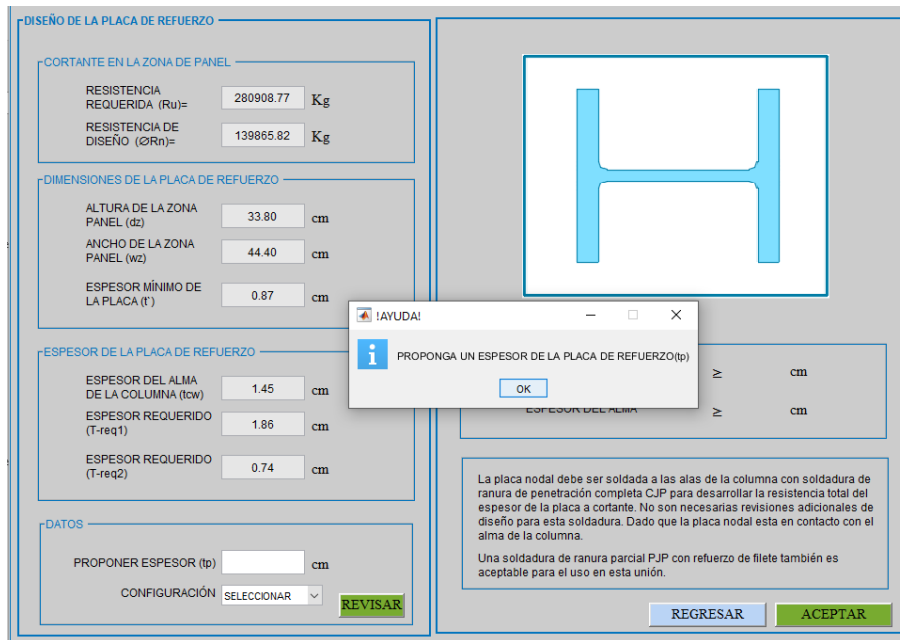 DISEÑO DE LA PLACA DE REFUERZO
CORTANTE EN LA ZONA DE PANEL
RESISTENCIA
REQUERIDA (Ru)= 280908.77 Kg
RESISTENCIA DE
DISEÑO (ØRn)= 139865.82 Kg
DIMENSIONES DE LA PLACA DE REFUERZO
ALTURA DE LA ZONA
PANEL (dz) 33.80 cm
ANCHO DE LA ZONA
PANEL (wz) 44.40 cm
ESPESOR MÍNIMO DE
LA PLACA (t') 0.87 cm
ESPESOR DE LA PLACA DE REFUERZO
ESPESOR DEL ALMA
DE LA COLUMNA (tcw) 1.45 cm
ESPESOR REQUERIDO
(T-req1) 1.86 cm
ESPESOR REQUERIDO
(T-req2) 0.74 cm
DATOS
PROPONER ESPESOR (tp) cm
CONFIGURACIÓN SELECCIONAR
REVISAR
!AYUDA!
PROPONGA UN ESPESOR DE LA PLACA DE REFUERZO(tp)
OK
≥ cm
ESPESOR DEL ALMA ≥ cm
La placa nodal debe ser soldada a las alas de la columna con soldadura de
ranura de penetración completa CJP para desarrollar la resistencia total del
espesor de la placa a cortante. No son necesarias revisiones adicionales de
diseño para esta soldadura. Dado que la placa nodal esta en contacto con el
alma de la columna.
Una soldadura de ranura parcial PJP con refuerzo de filete también es
aceptable para el uso en esta unión.
REGRESAR ACEPTAR